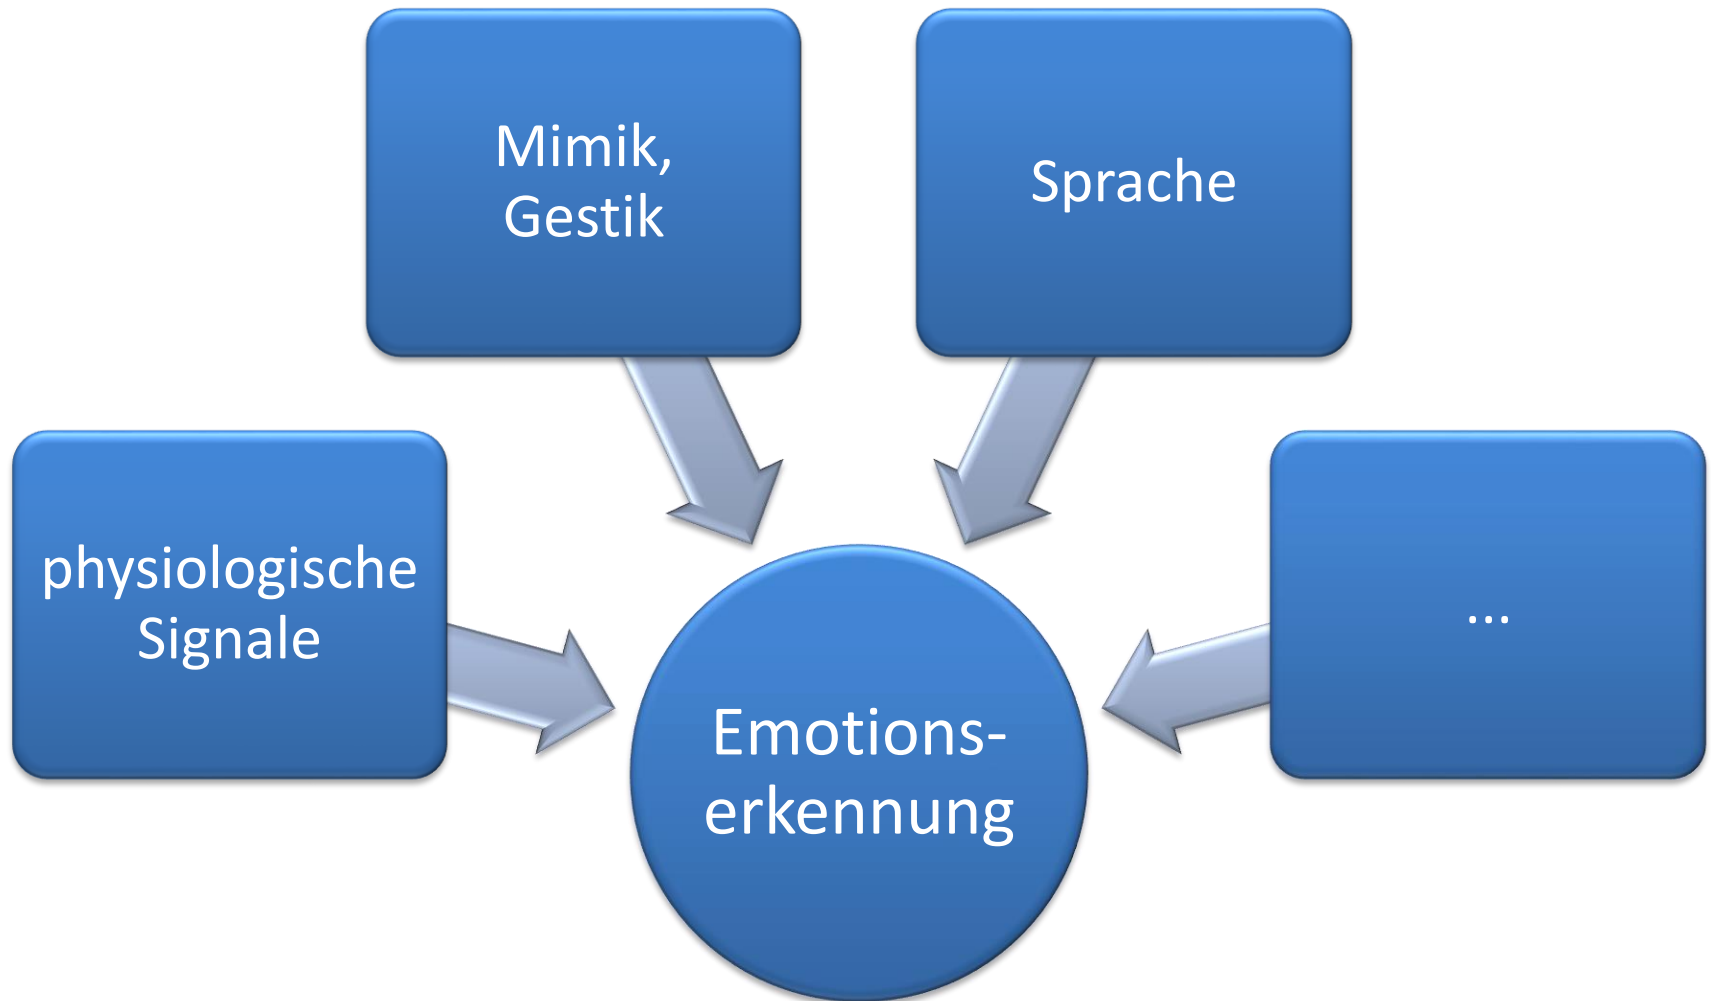 Mimik,
Gestik
Sprache
physiologische
Signale
...
Emotions-
erkennung